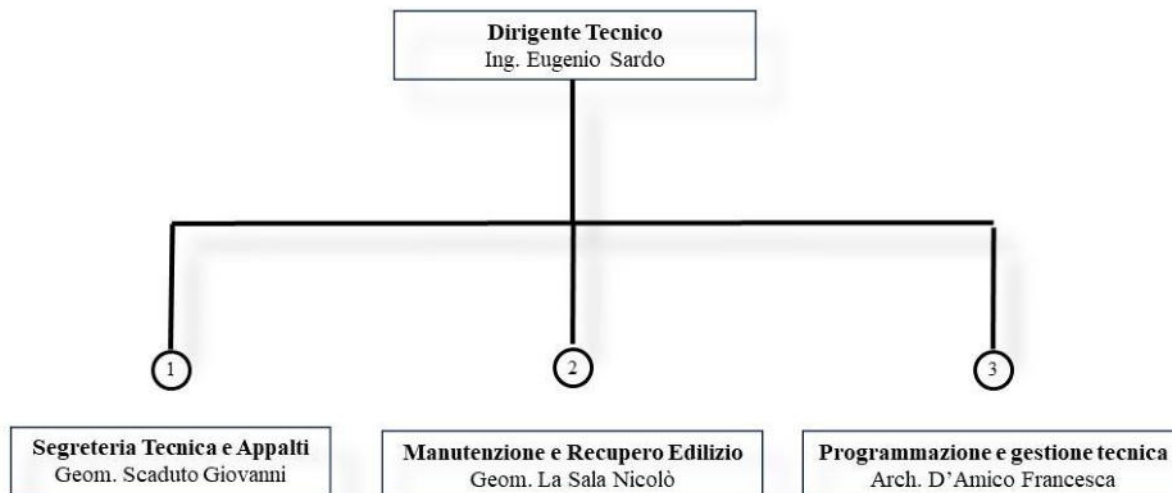 Dirigente Tecnico
Ing. Eugenio Sardo
1
2
3
Segreteria Tecnica e Appalti
Geom. Scaduto Giovanni
Manutenzione e Recupero Edilizio
Geom. La Sala Nicolò
Programmazione e gestione tecnica
Arch. D’Amico Francesca